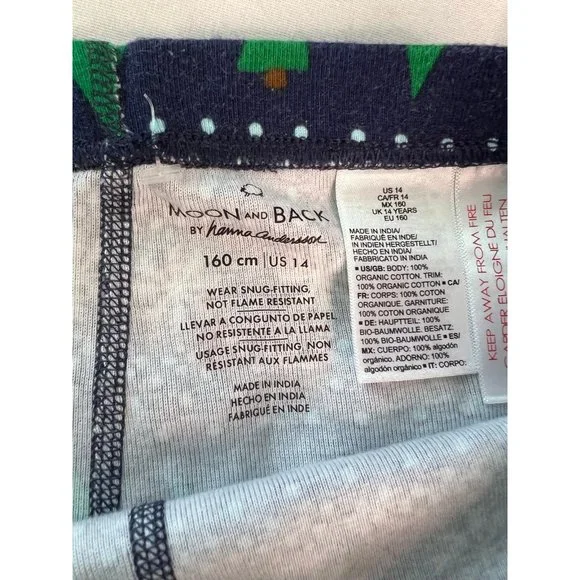 MOON AND BACK
BY hanna andersson
160 cm | US 14
WEAR SNUG-FITTING,
NOT FLAME RESISTANT
LLEVAR A CONGUNTO DE PAPEL
NO RESISTENTE A LA LLAMA
USAGE SNUG-FITTING, NON
RÉSISTANT AUX FLAMMES
MADE IN INDIA
HECHO EN INDIA
FABRIQUÉ EN INDE
US 14
CA/FR 14
MX 160
UK 14 YEARS
EU 160
MADE IN INDIA/
FABRIQUÉ EN INDE/
IN INDIEN HERGESTELLT/
HECHO EN INDIA/
FABBRICATO IN INDIA
■ US/GB: BODY: 100%
ORGANIC COTTON. TRIM:
100% ORGANIC COTTON ■ CA/
FR: CORPS: 100% COTON
ORGANIQUE. GARNITURE:
100% COTON ORGANIQUE
■ DE: HAUPTTEIL: 100%
BIO-BAUMWOLLE. BESATZ:
100% BIO-BAUMWOLLE ■ ES/
MX: CUERPO: 100% algodón
orgánico. ADORNO: 100%
algodón orgánico ■ IT: CORPO:
KEEP AWAY FROM FIRE
ÉLOIGNÉ DU FEU